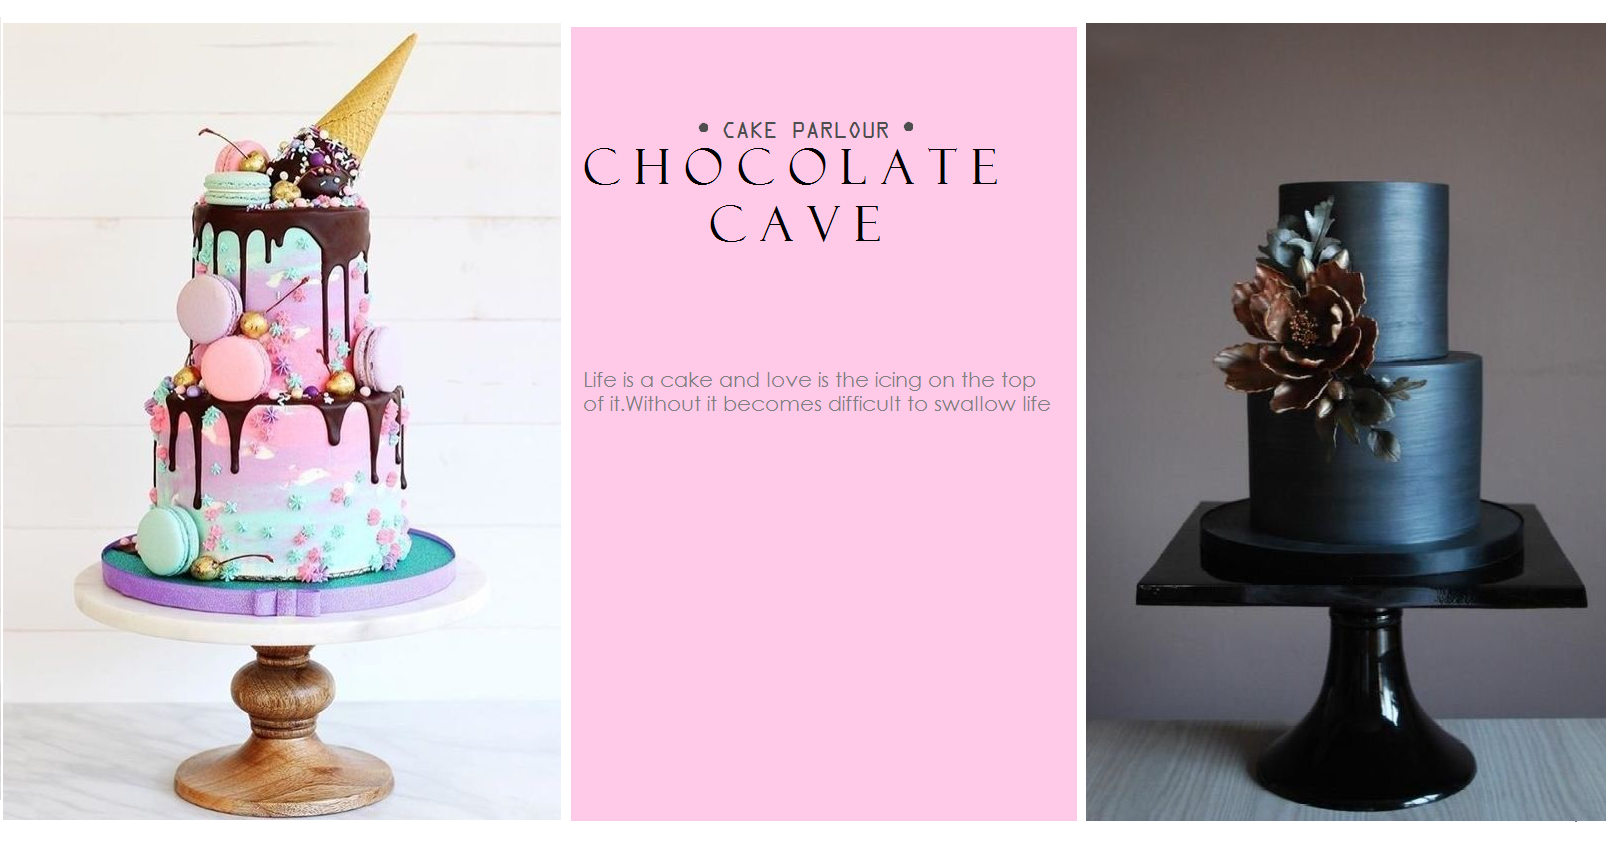 • CAKE PARLOUR •
CHOCOLATE
CAVE
Life is a cake and love is the icing on the top
of it.Without it becomes difficult to swallow life